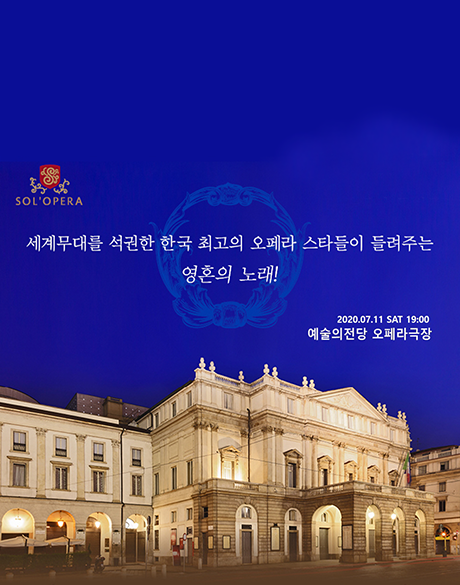 SOL'OPERA
세계무대를 석권한 한국 최고의 오페라 스타들이 들려주는
영혼의 노래!
2020.07.11 SAT 19:00
예술의전당 오페라극장